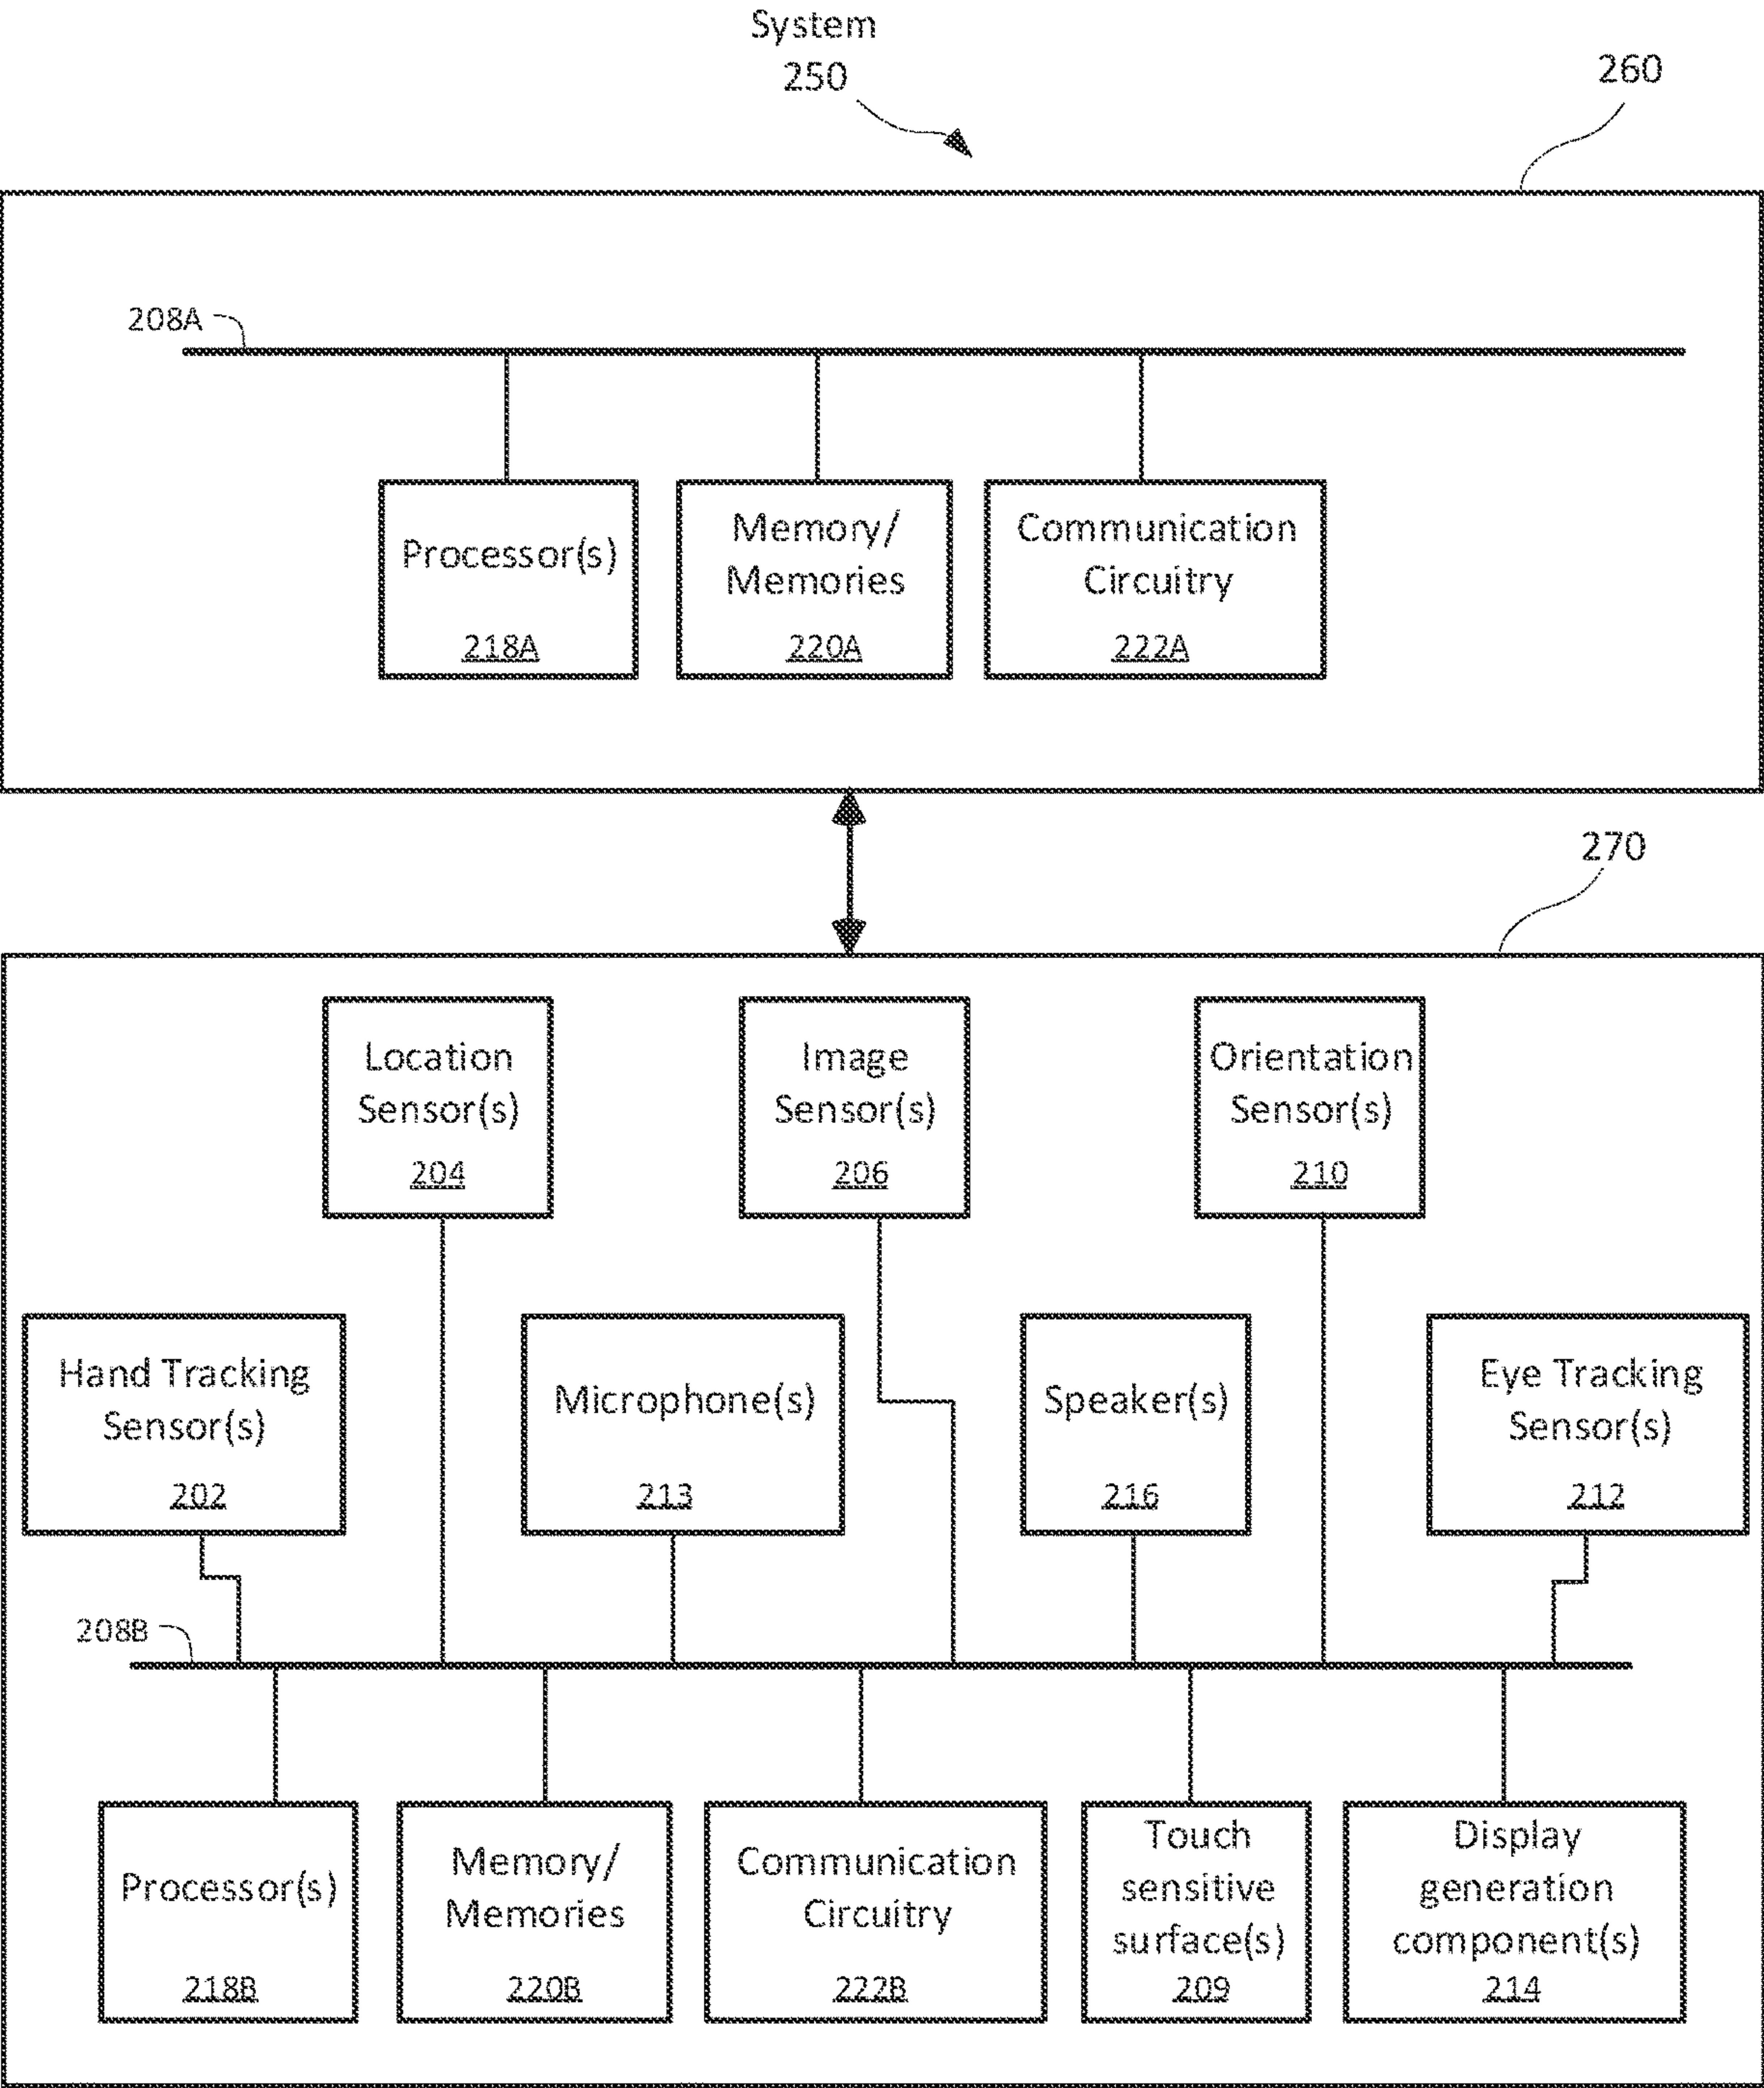 System
250
260
208A
Processor(s)
218A
Memory/
Memories
220A
Communication
Circuitry
222A
270
Location
Sensor(s)
204
Image
Sensor(s)
206
Orientation
Sensor(s)
210
Hand Tracking
Sensor(s)
202
Microphone(s)
213
Speaker(s)
216
Eye Tracking
Sensor(s)
212
208B
Processor(s)
218B
Memory/
Memories
220B
Communication
Circuitry
222B
Touch
sensitive
surface(s)
209
Display
generation
component(s)
214